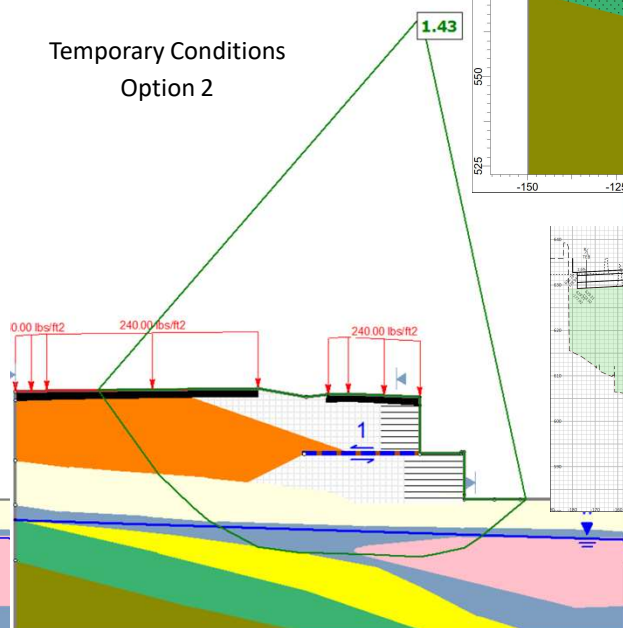 Temporary Conditions
Option 2
1.43
550
525
-150
0.00 lbs/ft2
240.00 lbs/ft2
240.00 lbs/ft2
1